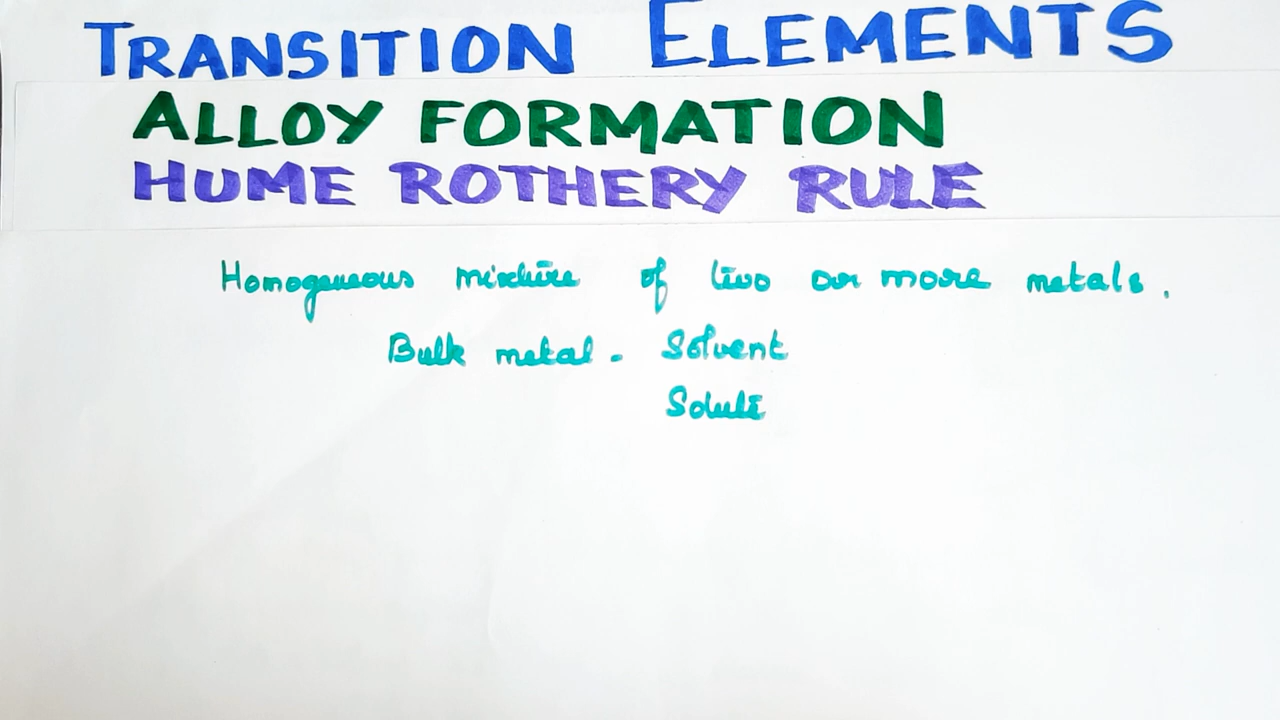 TRANSITION ELEMENTS
ALLOY FORMATION
HUME ROTHERY RULE
Homogeneous mixture of two or more metals.
Bulk metal - Solvent
Solute